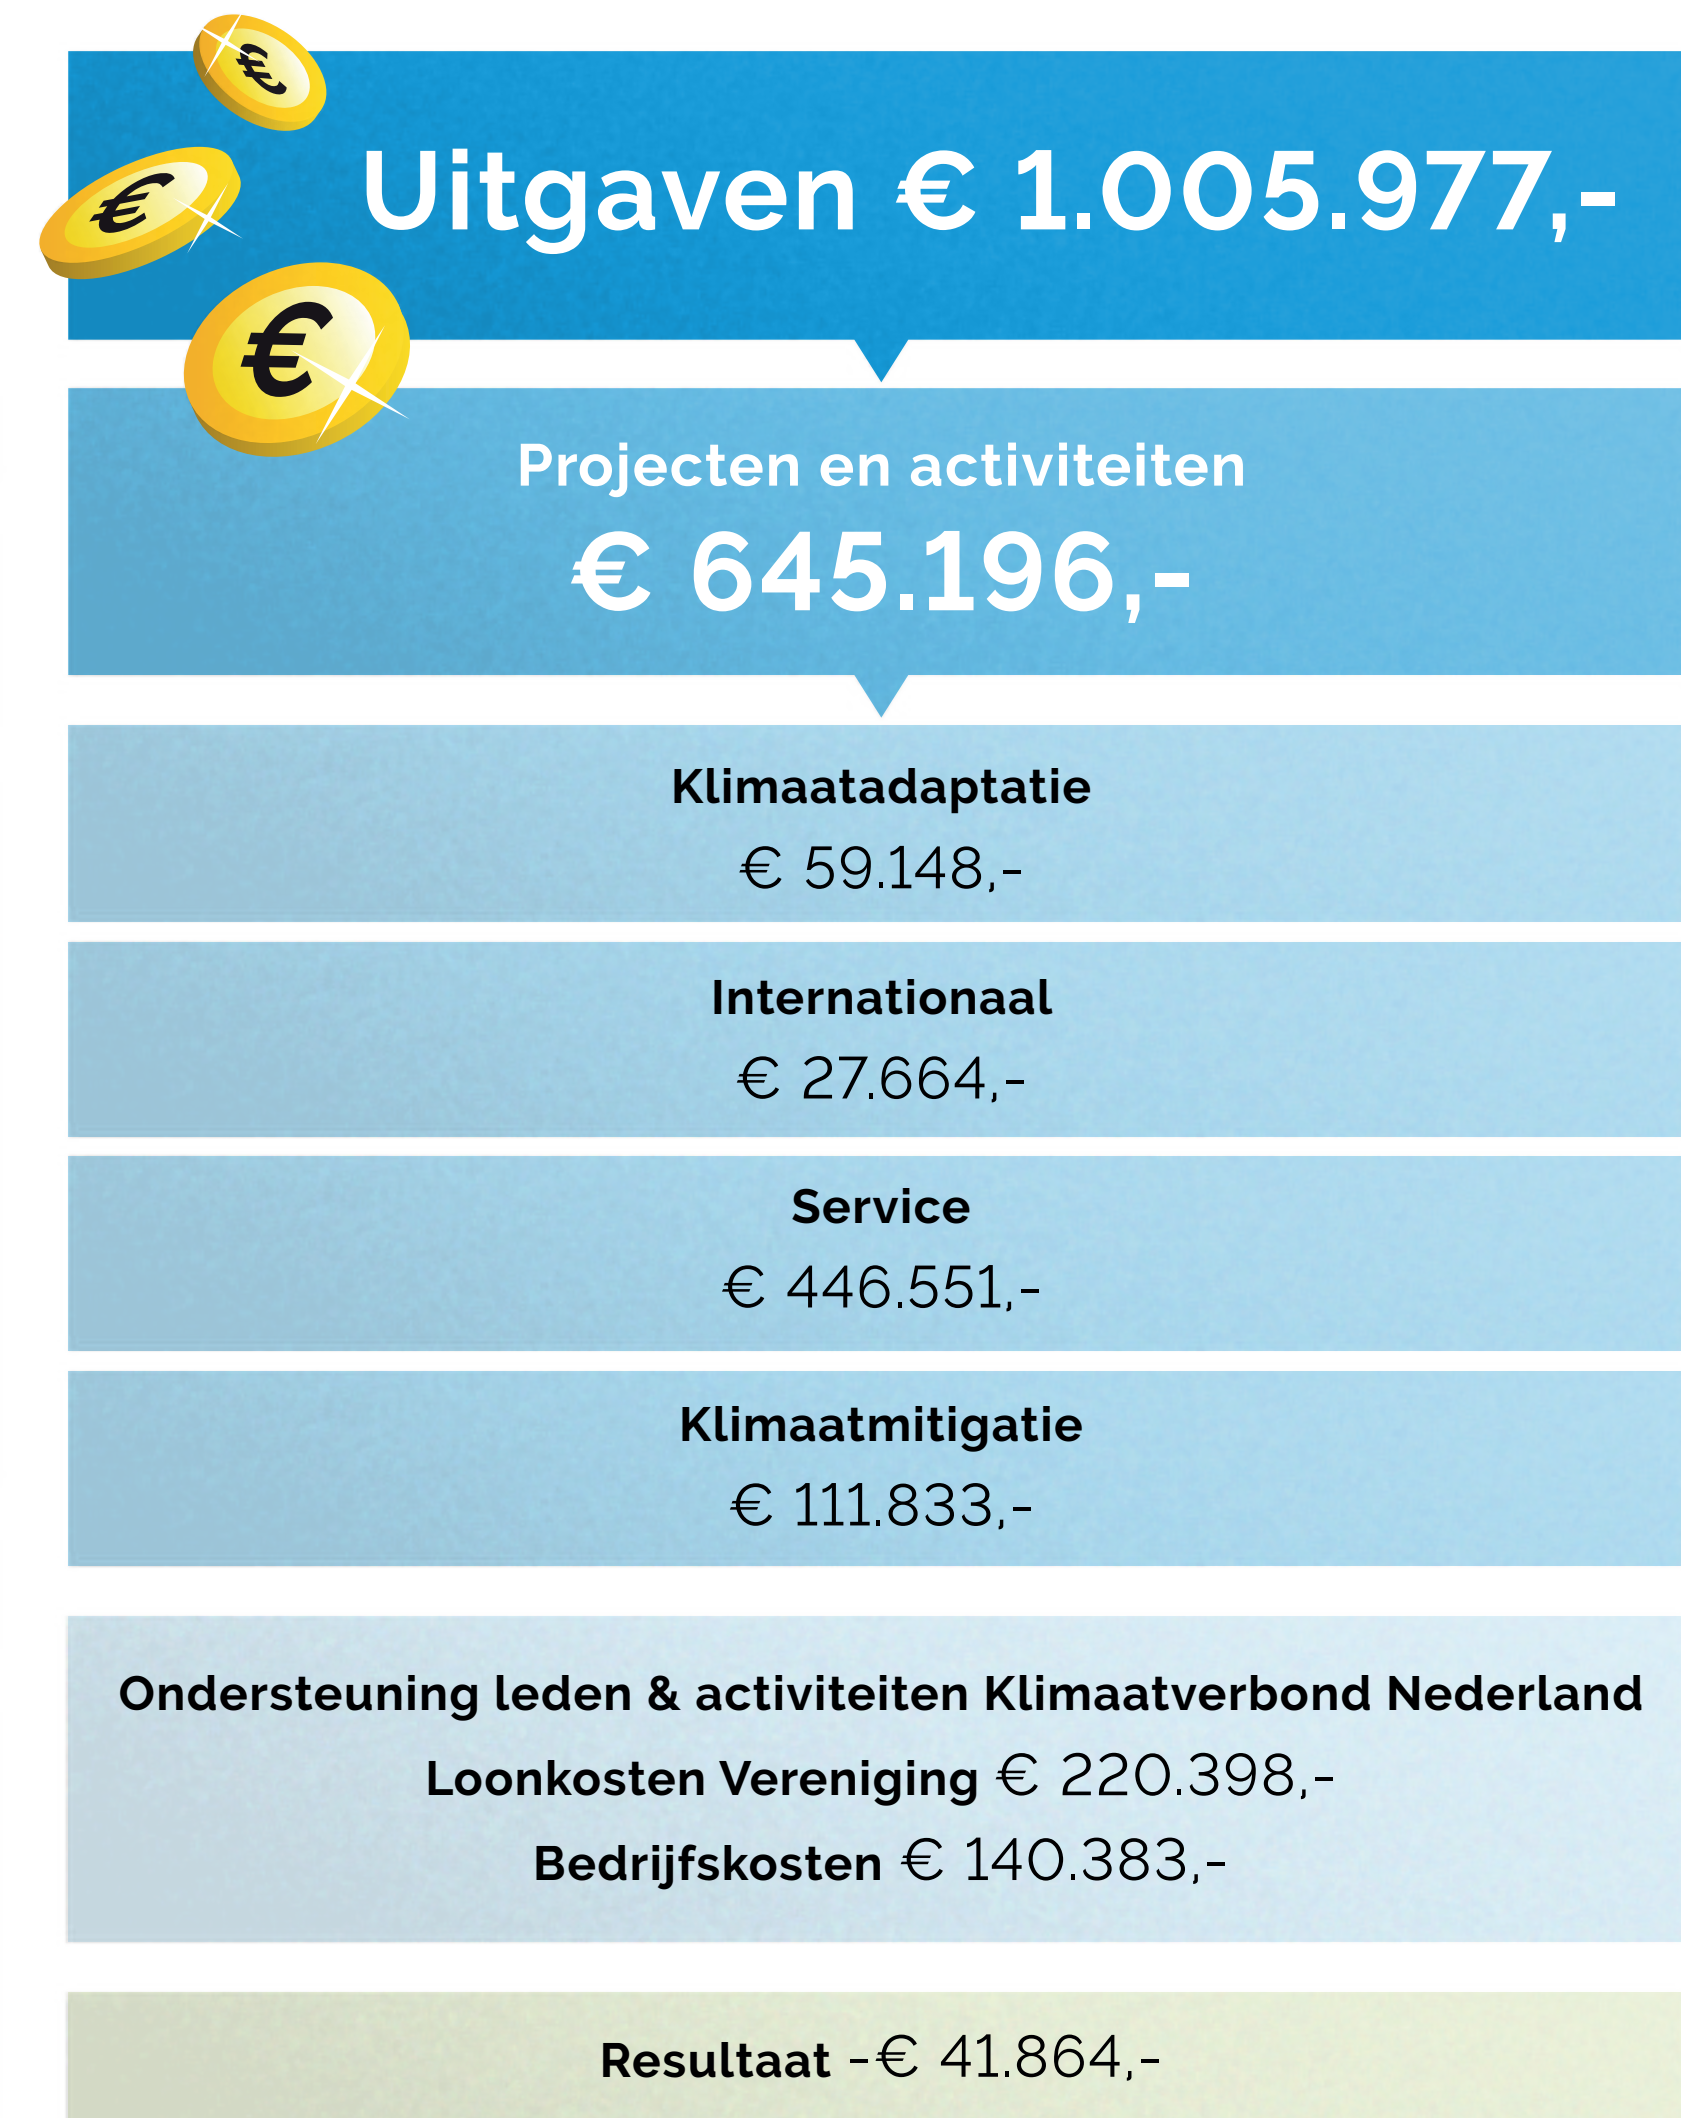 Uitgaven € 1.005.977,-
Projecten en activiteiten
€ 645.196,-
Klimaatadaptatie
€ 59.148,-
Internationaal
€ 27.664,-
Service
€ 446.551,-
Klimaatmitigatie
€ 111.833,-
Ondersteuning leden & activiteiten Klimaatverbond Nederland
Loonkosten Vereniging € 220.398,-
Bedrijfskosten € 140.383,-
Resultaat -€ 41.864,-
€
€
€